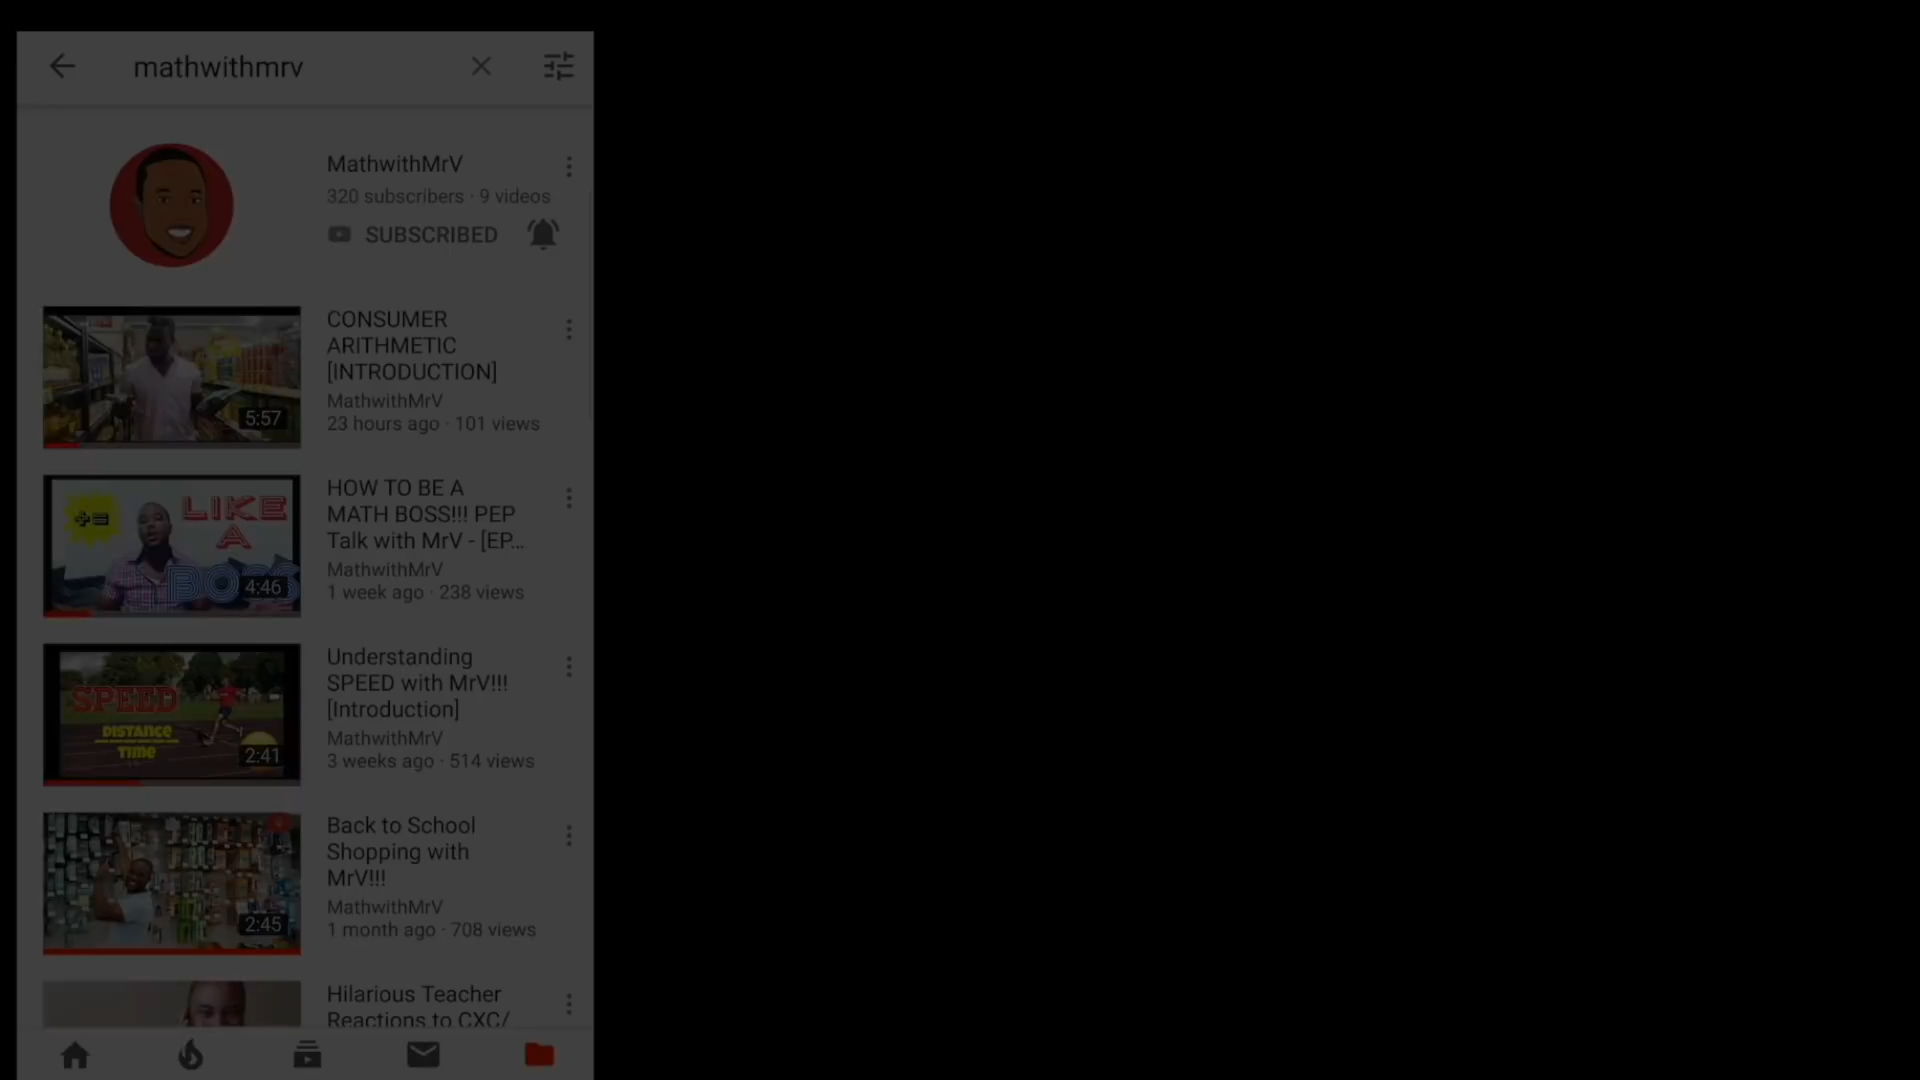 mathwithmrv
MathwithMrV
320 subscribers · 9 videos
SUBSCRIBED
CONSUMER
ARITHMETIC
[INTRODUCTION]
MathwithMrV
23 hours ago · 101 views
5:57
HOW TO BE A
MATH BOSS!!! PEP
Talk with MrV - [EP...
MathwithMrV
1 week ago · 238 views
LIKE
A
BOSS
4:46
Understanding
SPEED with MrV!!!
[Introduction]
MathwithMrV
3 weeks ago · 514 views
SPEED
DISTANCE
TIME
2:41
Back to School
Shopping with
MrV!!!
MathwithMrV
1 month ago · 708 views
2:45
Hilarious Teacher
Reactions to CXC/